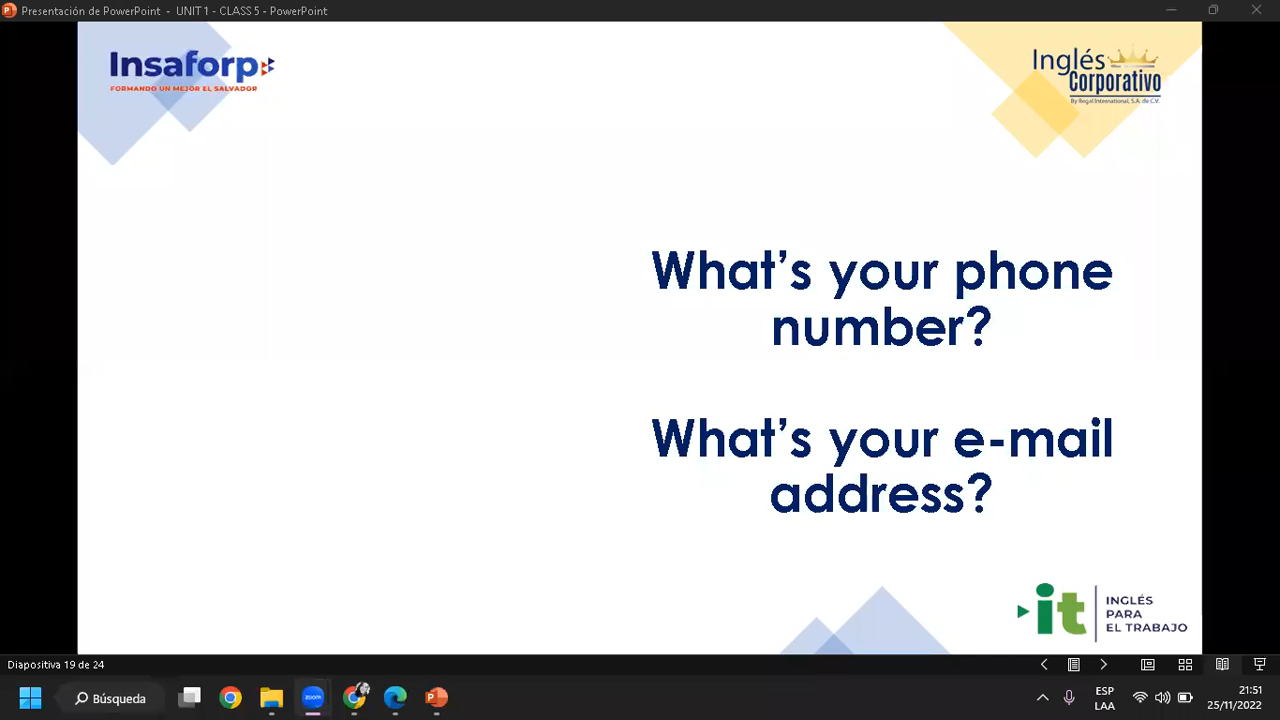 Presentación de PowerPoint - UNIT 1 - CLASS 5 - PowerPoint
Insaforp
FORMANDO UN MEJOR EL SALVADOR
Inglés
Corporativo
By Regal International, S.A. de C.V.
What's your phone
number?
What's your e-mail
address?
it
INGLÉS
PARA
EL TRABAJO
Diapositiva 19 de 24
Búsqueda
zoom
ESP
LAA
21:51
25/11/2022